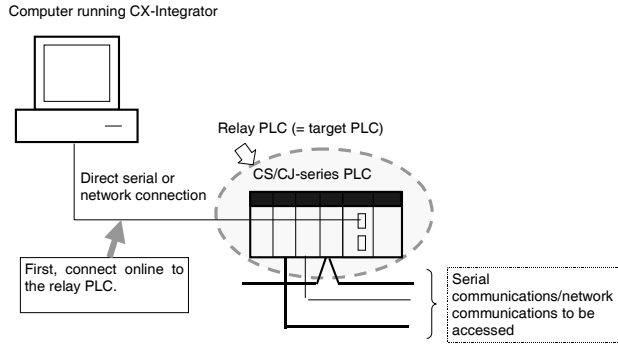 Computer running CX-Integrator
Relay PLC (= target PLC)
CS/CJ-series PLC
Direct serial or
network connection
First, connect online to
the relay PLC.
Serial
communications/network
communications to be
accessed